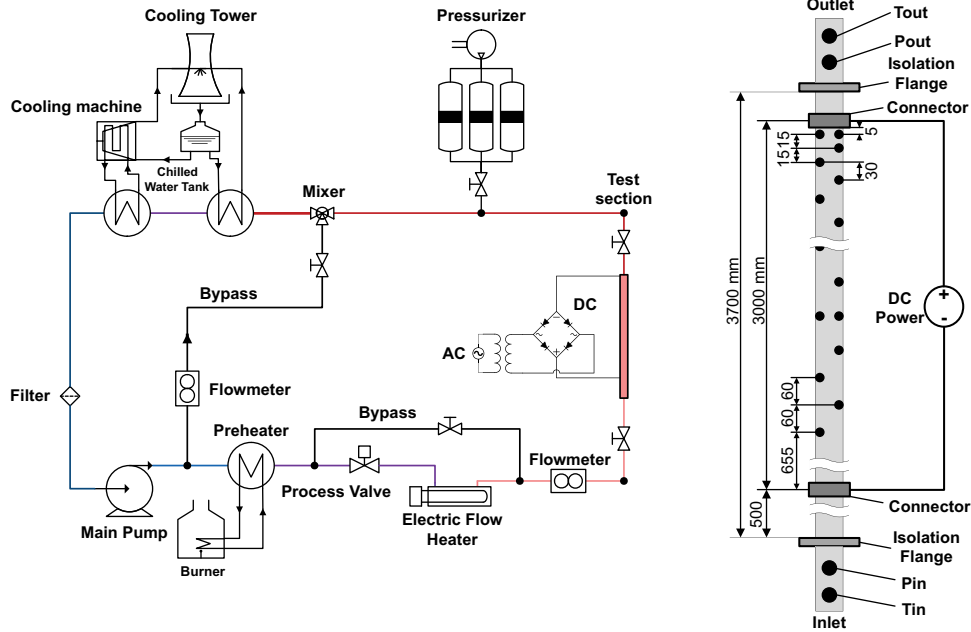 Cooling Tower
Pressurizer
Cooling machine
Chilled
Water Tank
Mixer
Test
section
Bypass
DC
AC
Filter
Flowmeter
Bypass
Preheater
Flowmeter
Process Valve
Main Pump
Electric Flow
Heater
Burner
Outlet
Tout
Pout
Isolation
Flange
Connector
5
15
15
30
3700 mm
3000 mm
DC
Power
+
-
60
60
655
500
Connector
Isolation
Flange
Pin
Tin
Inlet